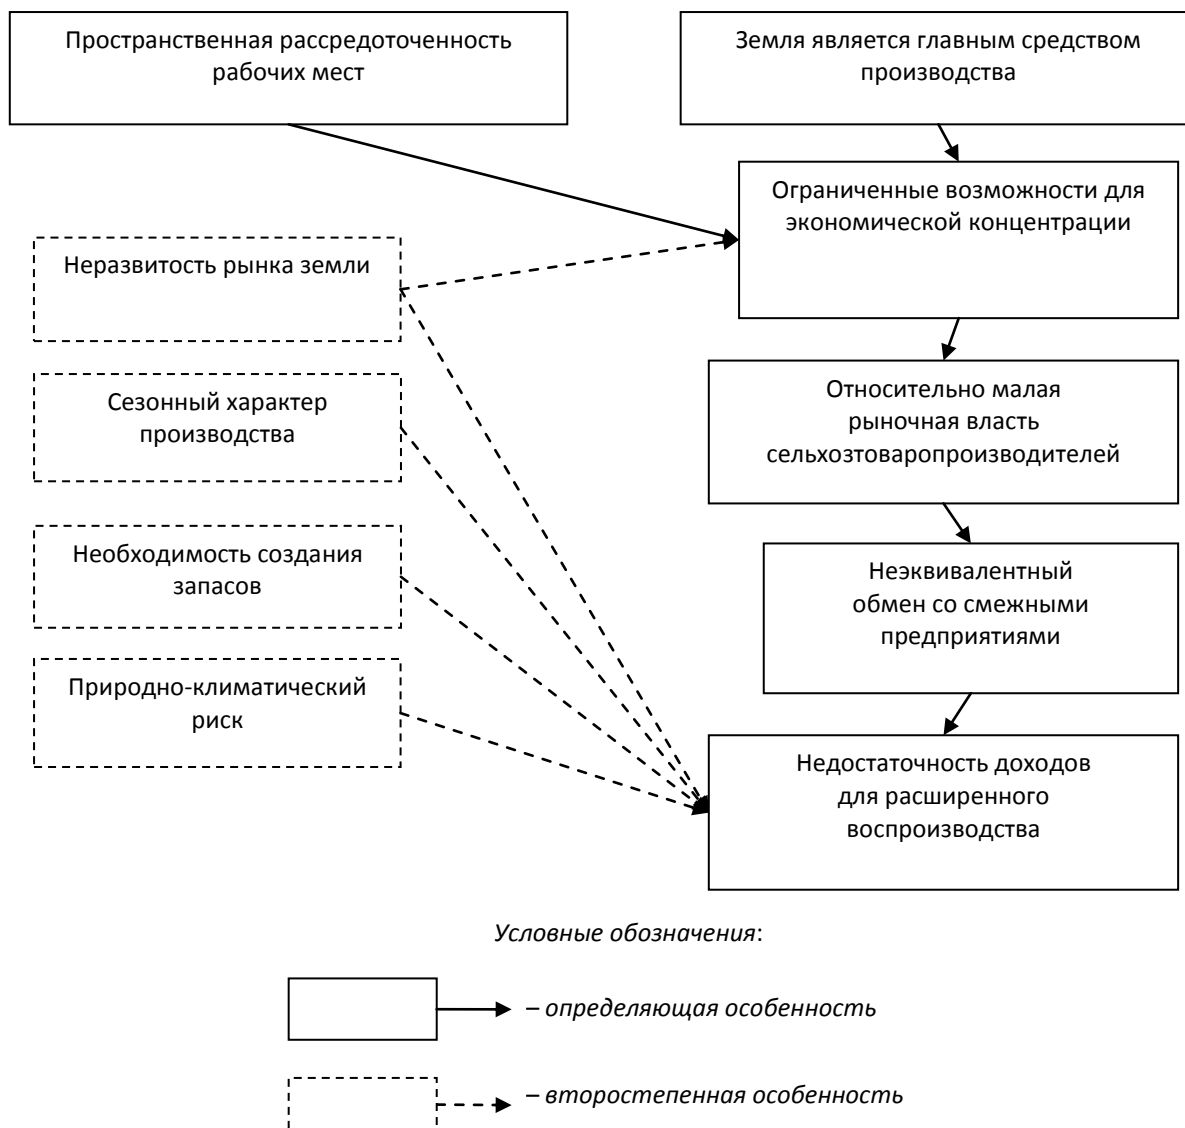 Пространственная рассредоточенность
рабочих мест
Земля является главным средством
производства
Ограниченные возможности для
экономической концентрации
Неразвитость рынка земли
Относительно малая
рыночная власть
сельхозтоваропроизводителей
Сезонный характер
производства
Необходимость создания
запасов
Неэквивалентный
обмен со смежными
предприятиями
Природно-климатический
риск
Недостаточность доходов
для расширенного
воспроизводства
Условные обозначения:
– определяющая особенность
– второстепенная особенность